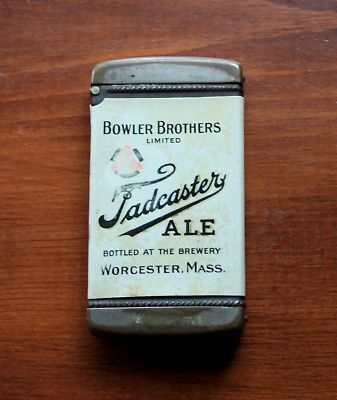 BOWLER BROTHERS
LIMITED
Tadcaster
ALE
BOTTLED AT THE BREWERY
WORCESTER, MASS.